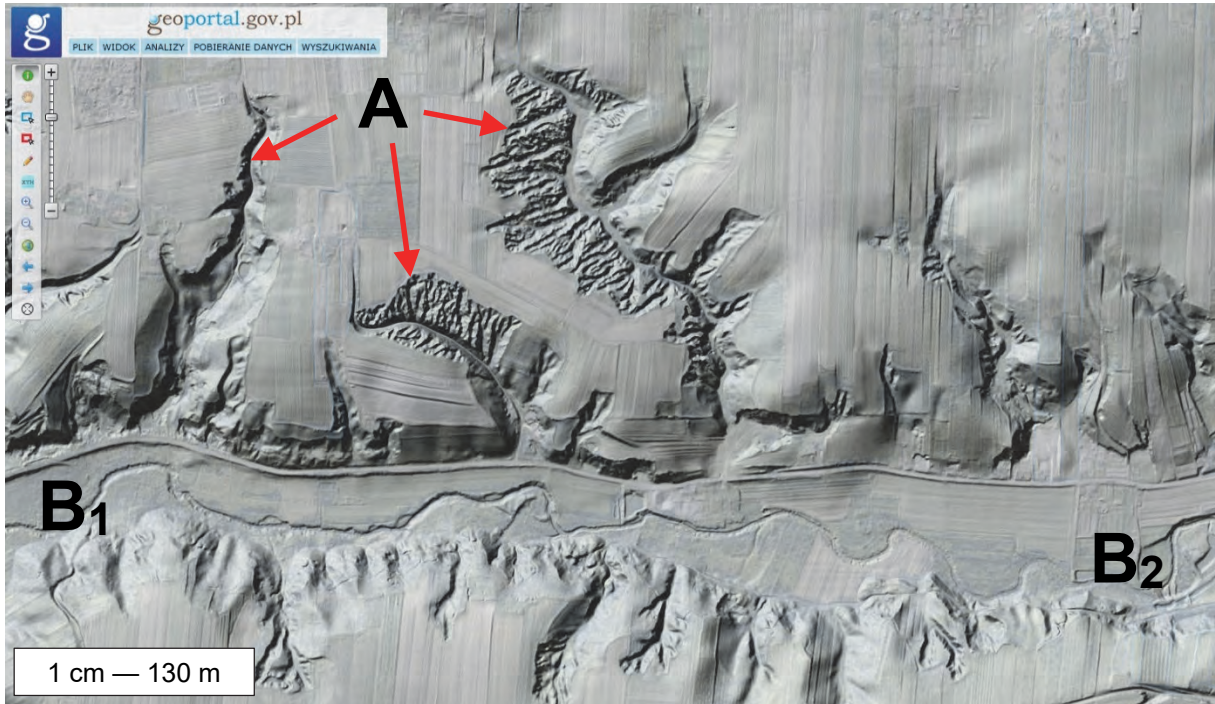 geoportal.gov.pl
PLIK WIDOK ANALIZY POBIERANIE DANYCH WYSZUKIWANIA
A
B1
B2
1 cm — 130 m